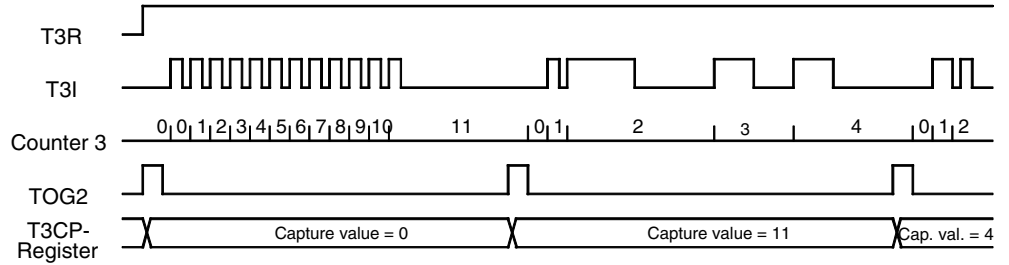 T3R
T3I
Counter 3
0 0 1 2 3 4 5 6 7 8 9 10 11 0 1 2 3 4 0 1 2
TOG2
T3CP-
Register
Capture value = 0
Capture value = 11
Cap. val. = 4